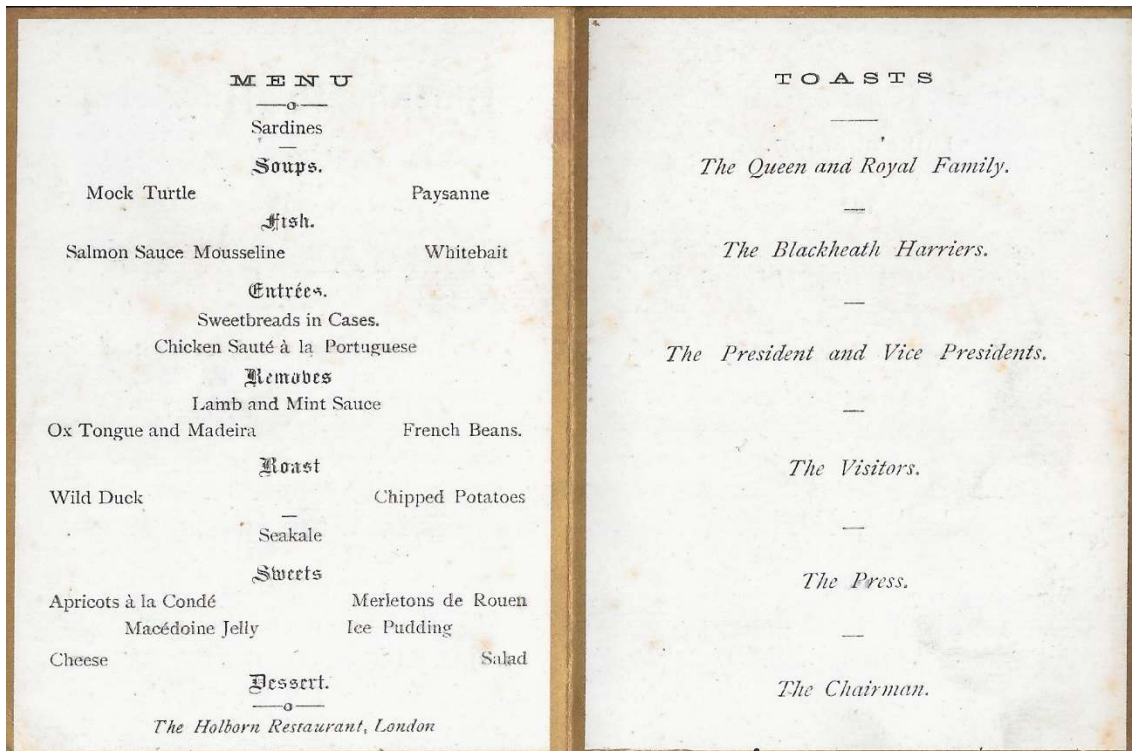 MENU
Sardines
Soups.
Mock Turtle Paysanne
Fish.
Salmon Sauce Mousseline Whitebait
Entrées.
Sweetbreads in Cases.
Chicken Sauté à la Portuguese
Removes
Lamb and Mint Sauce
Ox Tongue and Madeira French Beans.
Roast
Wild Duck Chipped Potatoes
Seakale
Sweets
Apricots à la Condé Merletons de Rouen
Macédoine Jelly Ice Pudding
Cheese Salad
Dessert.
The Holborn Restaurant, London
TOASTS
The Queen and Royal Family.
The Blackheath Harriers.
The President and Vice Presidents.
The Visitors.
The Press.
The Chairman.